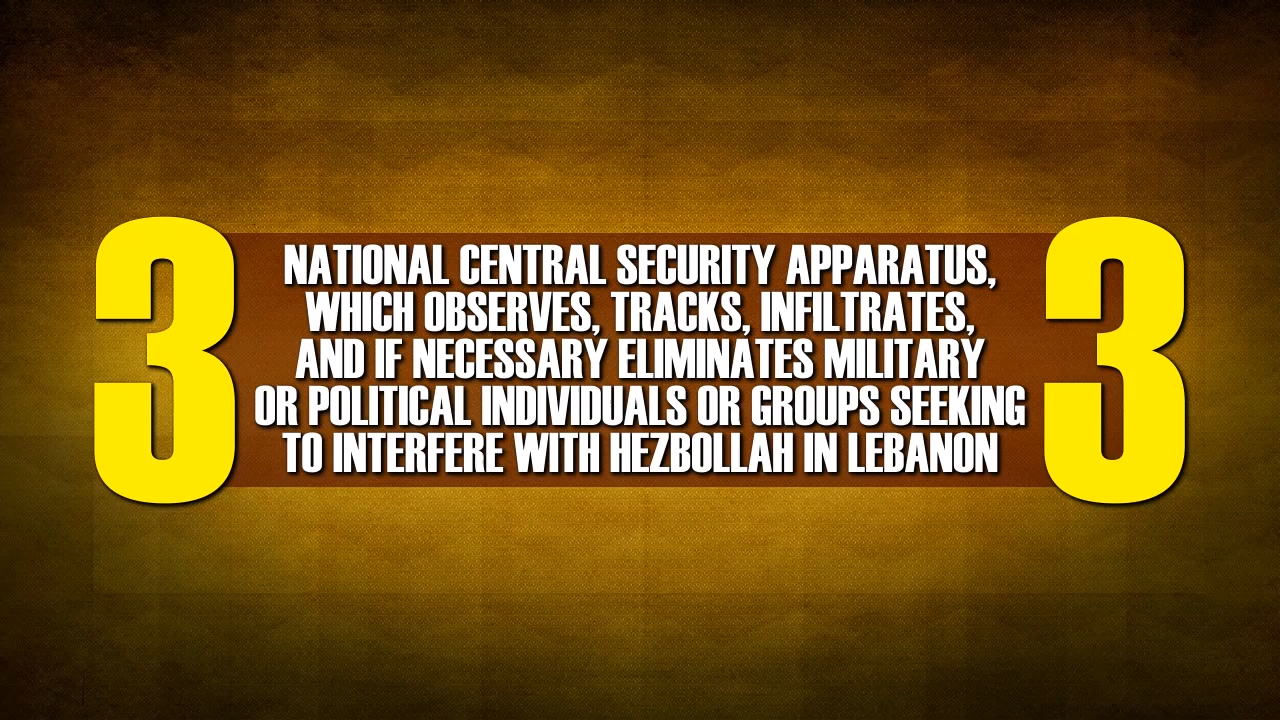 3 3
NATIONAL CENTRAL SECURITY APPARATUS,
WHICH OBSERVES, TRACKS, INFILTRATES,
AND IF NECESSARY ELIMINATES MILITARY
OR POLITICAL INDIVIDUALS OR GROUPS SEEKING
TO INTERFERE WITH HEZBOLLAH IN LEBANON